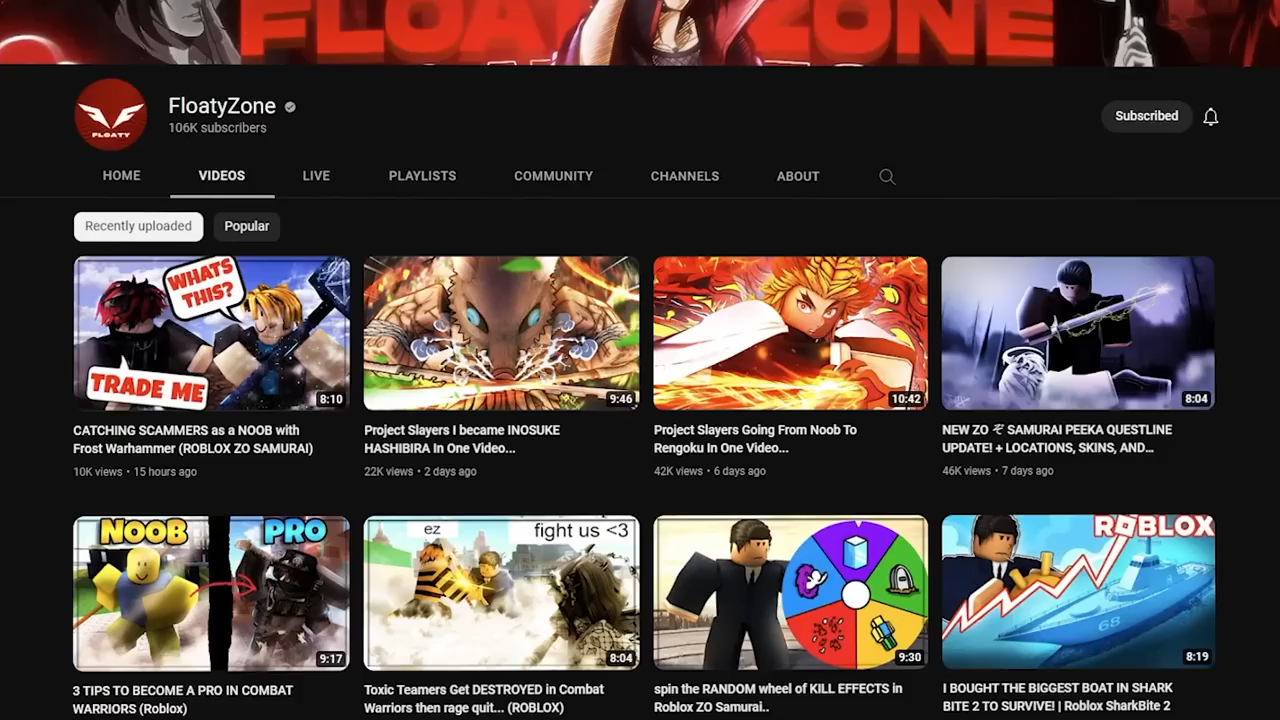 FLOATYZONE
FLOATY
FloatyZone
106K subscribers
Subscribed
HOME
VIDEOS
LIVE
PLAYLISTS
COMMUNITY
CHANNELS
ABOUT
Recently uploaded
Popular
WHATS
THIS?
TRADE ME
8:10
9:46
10:42
8:04
CATCHING SCAMMERS as a NOOB with
Frost Warhammer (ROBLOX ZO SAMURAI)
10K views • 15 hours ago
Project Slayers I became INOSUKE
HASHIBIRA In One Video...
22K views • 2 days ago
Project Slayers Going From Noob To
Rengoku In One Video...
42K views • 6 days ago
NEW ZO ぞ SAMURAI PEEKA QUESTLINE
UPDATE! + LOCATIONS, SKINS, AND...
46K views • 7 days ago
NOOB
PRO
9:17
ez
fight us <3
8:04
9:30
ROBLOX
68
8:19
3 TIPS TO BECOME A PRO IN COMBAT
WARRIORS (Roblox)
Toxic Teamers Get DESTROYED in Combat
Warriors then rage quit... (ROBLOX)
spin the RANDOM wheel of KILL EFFECTS in
Roblox ZO Samurai..
I BOUGHT THE BIGGEST BOAT IN SHARK
BITE 2 TO SURVIVE! | Roblox SharkBite 2